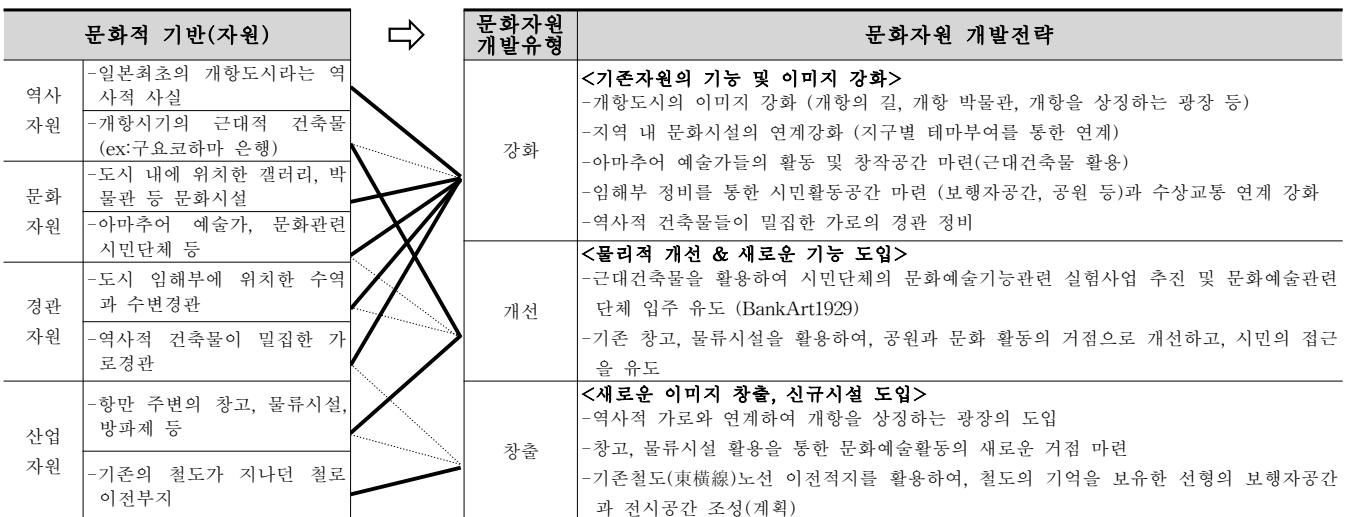 문화적 기반(자원)
문화자원
개발유형
문화자원 개발전략
역사
자원
-일본최초의 개항도시라는 역
사적 사실
-개항시기의 근대적 건축물
(ex:구요코하마 은행)
문화
자원
-도시 내에 위치한 갤러리, 박
물관 등 문화시설
-아마추어 예술가, 문화관련
시민단체 등
경관
자원
-도시 임해부에 위치한 수역
과 수변경관
-역사적 건축물이 밀집한 가
로경관
산업
자원
-항만 주변의 창고, 물류시설,
방파제 등
-기존의 철도가 지나던 철로
이전부지
강화
<기존자원의 기능 및 이미지 강화>
-개항도시의 이미지 강화 (개항의 길, 개항 박물관, 개항을 상징하는 광장 등)
-지역 내 문화시설의 연계강화 (지구별 테마부여를 통한 연계)
-아마추어 예술가들의 활동 및 창작공간 마련(근대건축물 활용)
-임해부 정비를 통한 시민활동공간 마련 (보행자공간, 공원 등)과 수상교통 연계 강화
-역사적 건축물들이 밀집한 가로의 경관 정비
개선
<물리적 개선 & 새로운 기능 도입>
-근대건축물을 활용하여 시민단체의 문화예술기능관련 실험사업 추진 및 문화예술관련
단체 입주 유도 (BankArt1929)
-기존 창고, 물류시설을 활용하여, 공원과 문화 활동의 거점으로 개선하고, 시민의 접근
을 유도
창출
<새로운 이미지 창출, 신규시설 도입>
-역사적 가로와 연계하여 개항을 상징하는 광장의 도입
-창고, 물류시설 활용을 통한 문화예술활동의 새로운 거점 마련
-기존철도(東橫線)노선 이전적지를 활용하여, 철도의 기억을 보유한 선형의 보행자공간
과 전시공간 조성(계획)